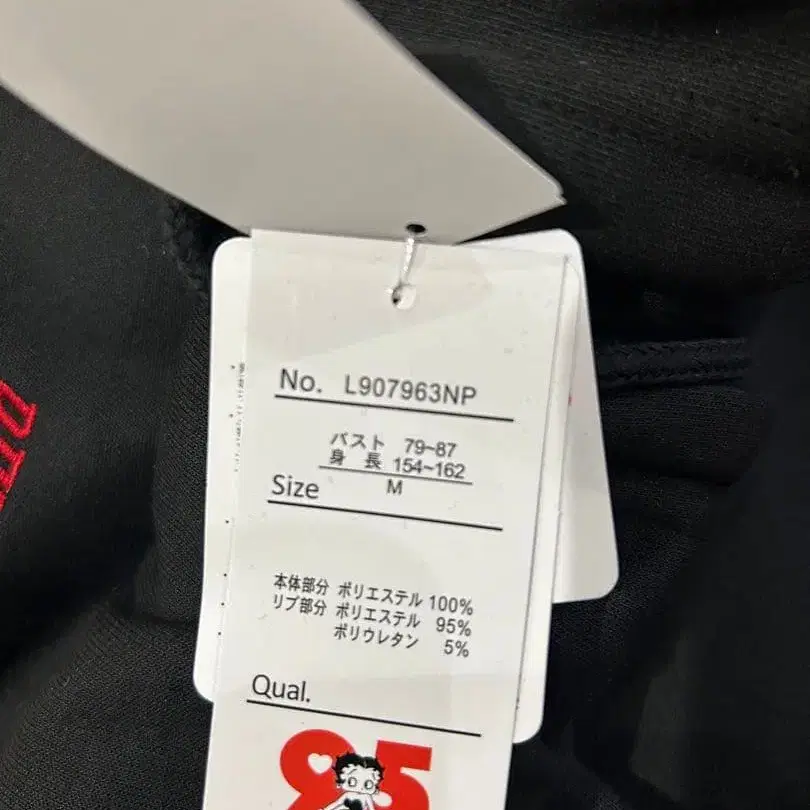 No. L907963NP
バスト 79~87
身 長 154~162
M
Size
本体部分 ポリエステル 100%
リブ部分 ポリエステル 95%
ポリウレタン 5%
Qual.
95